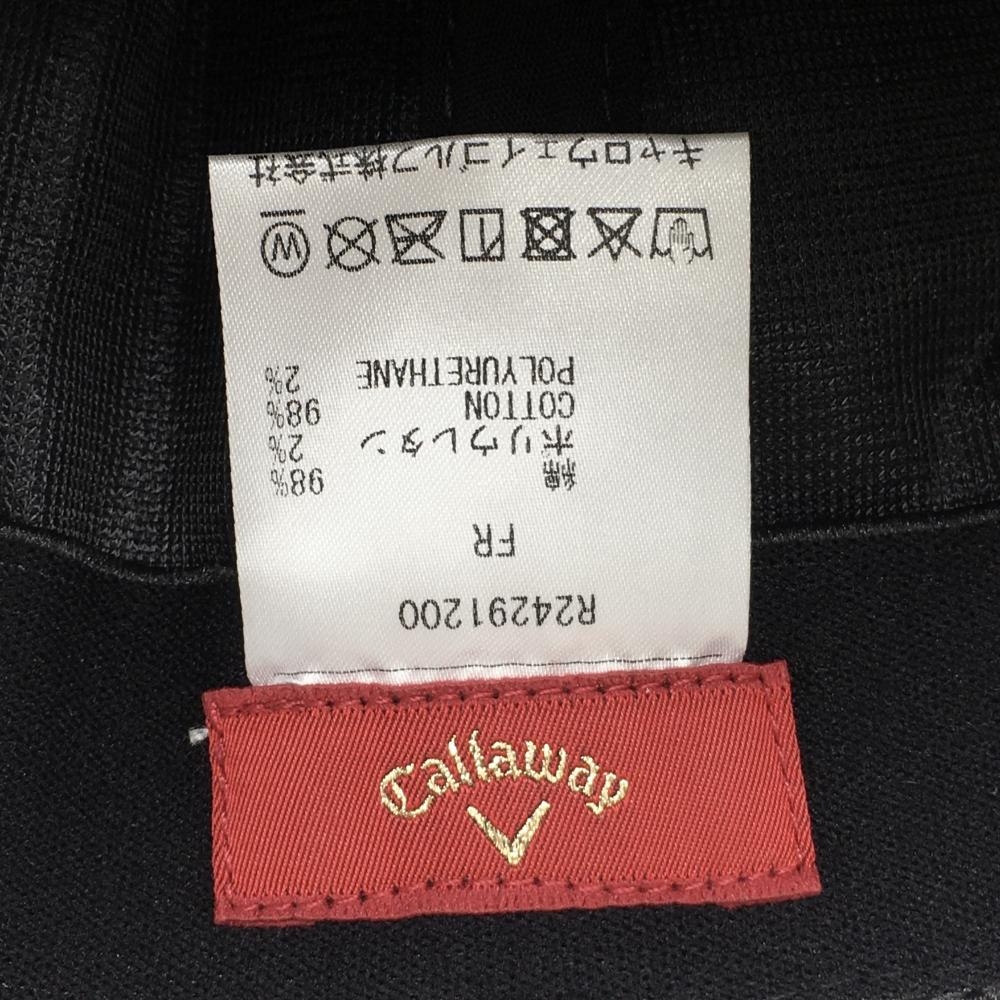 R24291200
FR
綿 98%
ポリウレタン 2%
COTTON 98%
POLYURETHANE 2%
W
キャロウェイゴルフ株式会社
Callaway